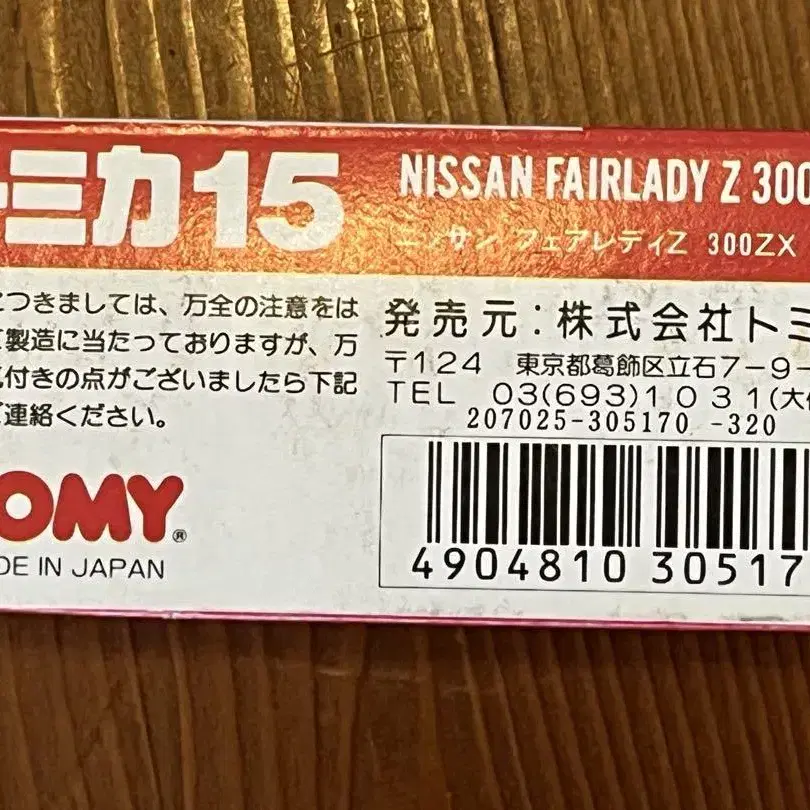 トミカ15
NISSAN FAIRLADY Z 300
ニッサン フェアレディZ 300ZX
につきましては、万全の注意をは
製造に当たっておりますが、万
付きの点がございましたら下記
ご連絡ください。
発売元:株式会社トミ
〒124 東京都葛飾区立石7-9-
TEL 03(693)1031(大代
207025-305170 -320
4904810 30517
TOMY®
DE IN JAPAN